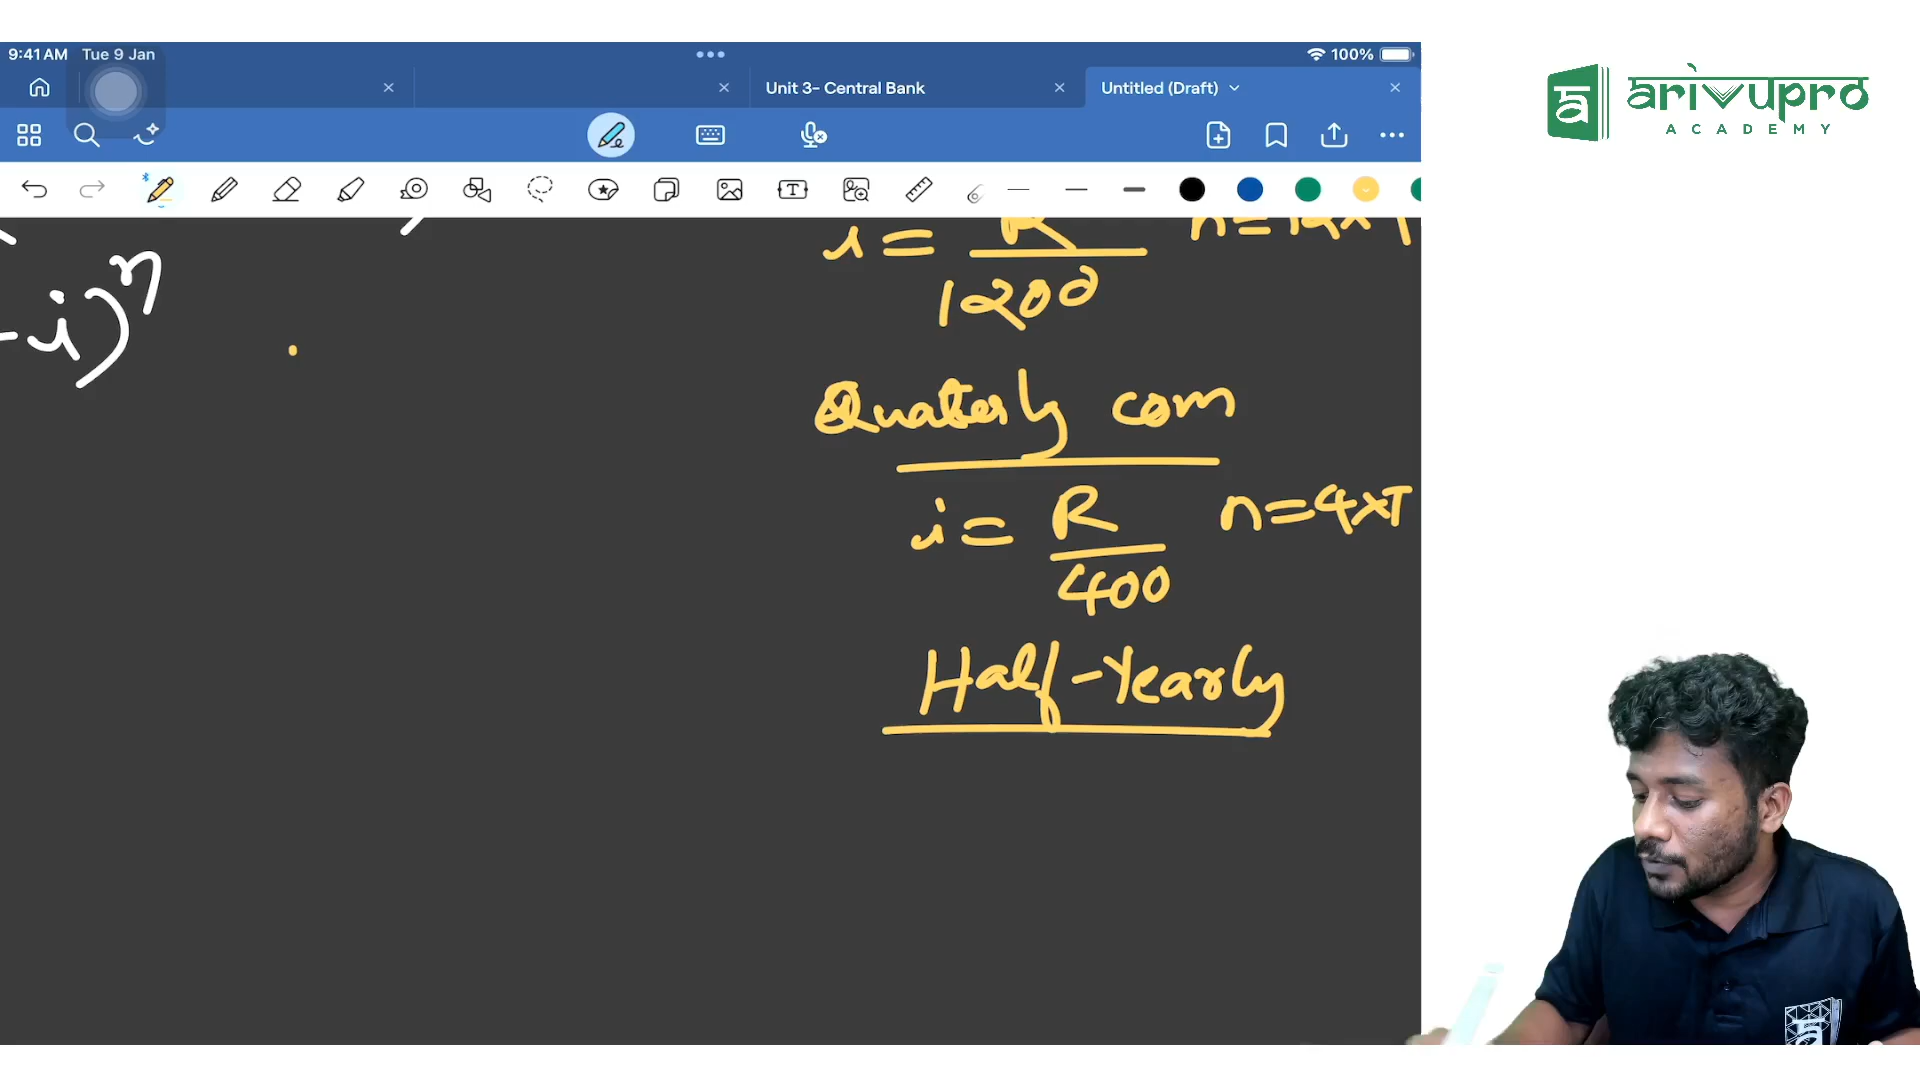 9:41 AM Tue 9 Jan
100%
Unit 3- Central Bank
Untitled (Draft)
arivupro
ACADEMY
i)ⁿ
i = R
1200
n = 12×T
Quaterly com
i = R
400
n=4×T
Half-Yearly